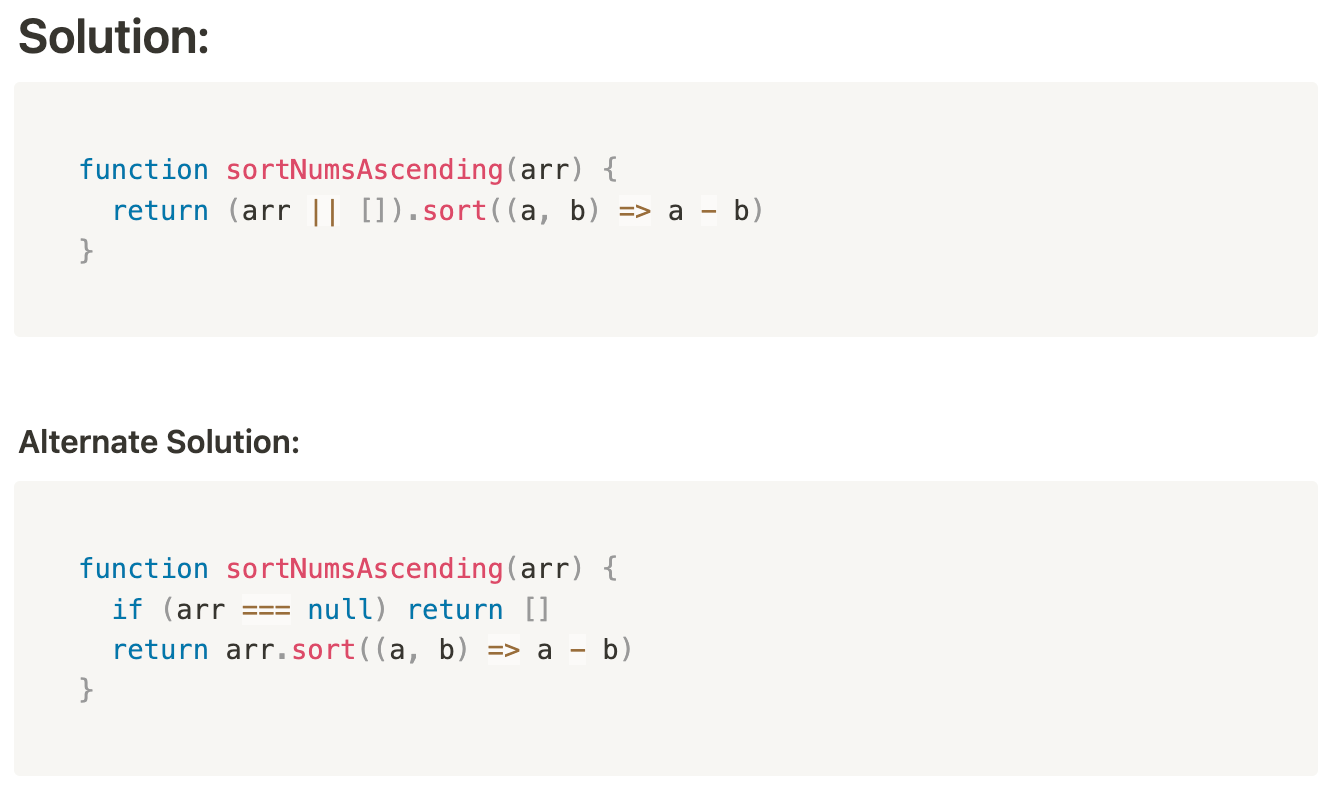 Solution:
function sortNumsAscending(arr) {
  return (arr || []).sort((a, b) => a - b)
}
Alternate Solution:
function sortNumsAscending(arr) {
  if (arr === null) return []
  return arr.sort((a, b) => a - b)
}